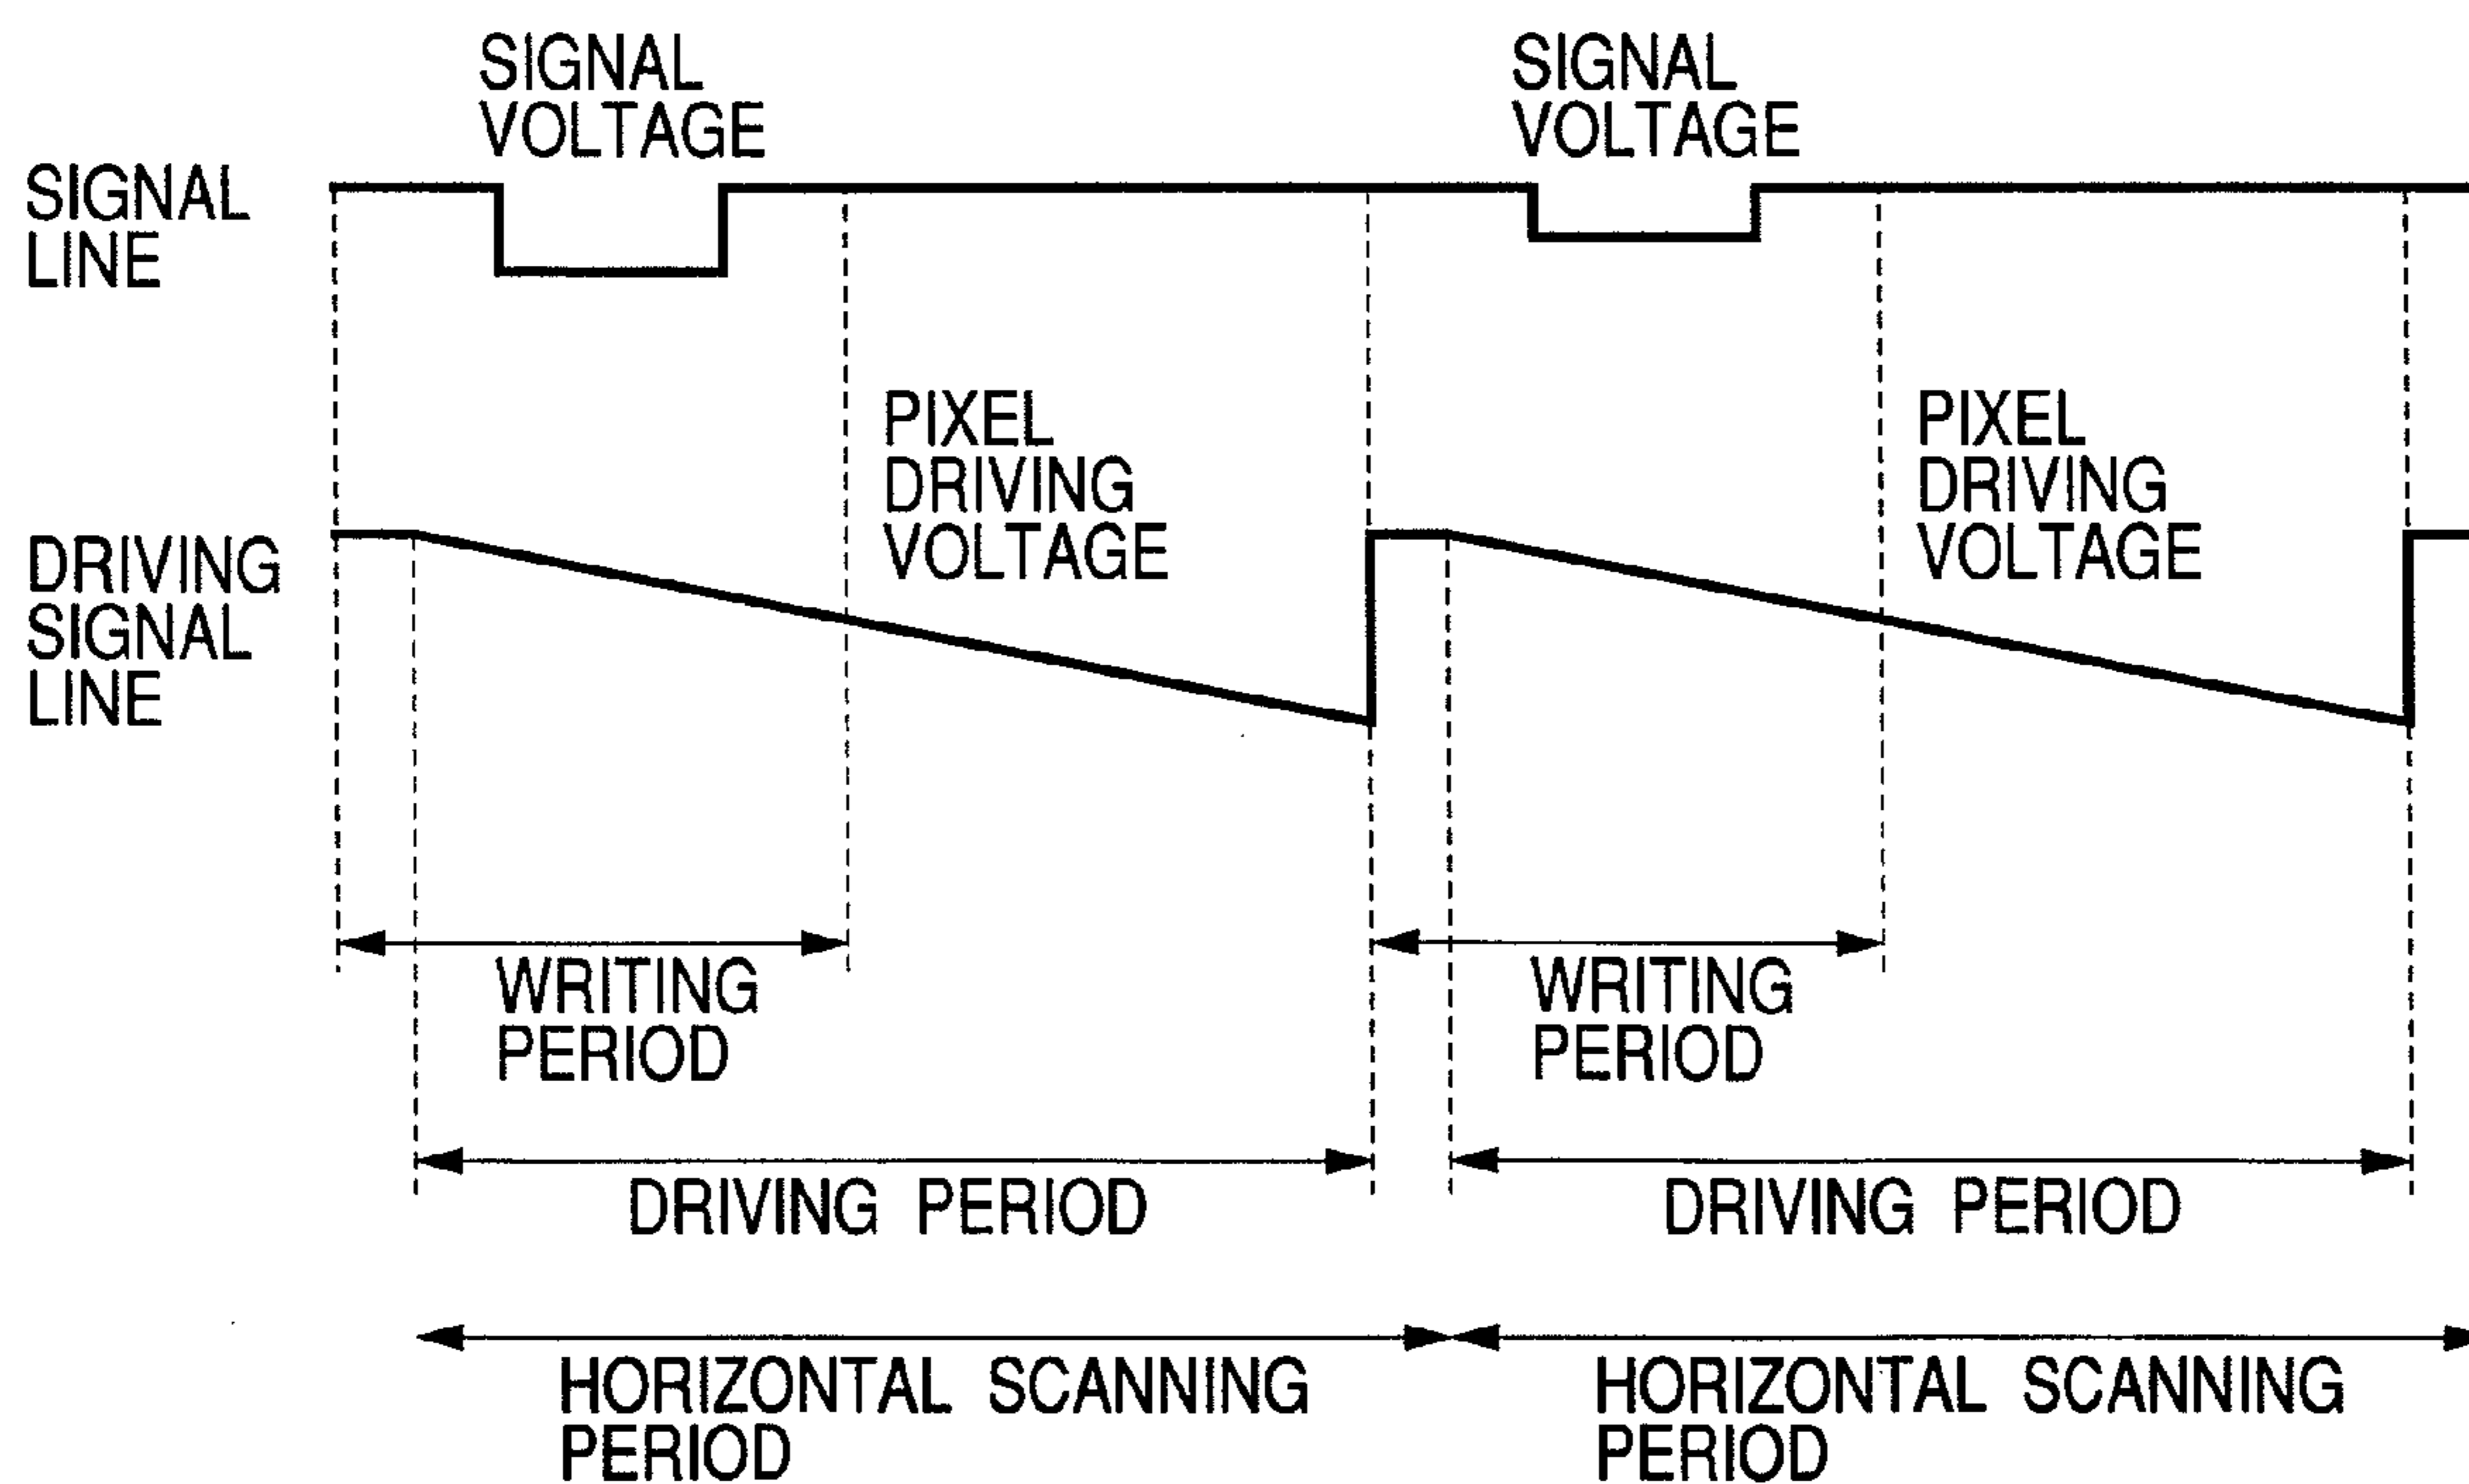 SIGNAL
VOLTAGE
SIGNAL
VOLTAGE
SIGNAL
LINE
PIXEL
DRIVING
VOLTAGE
PIXEL
DRIVING
VOLTAGE
DRIVING
SIGNAL
LINE
WRITING
PERIOD
WRITING
PERIOD
DRIVING PERIOD
DRIVING PERIOD
HORIZONTAL SCANNING
PERIOD
HORIZONTAL SCANNING
PERIOD